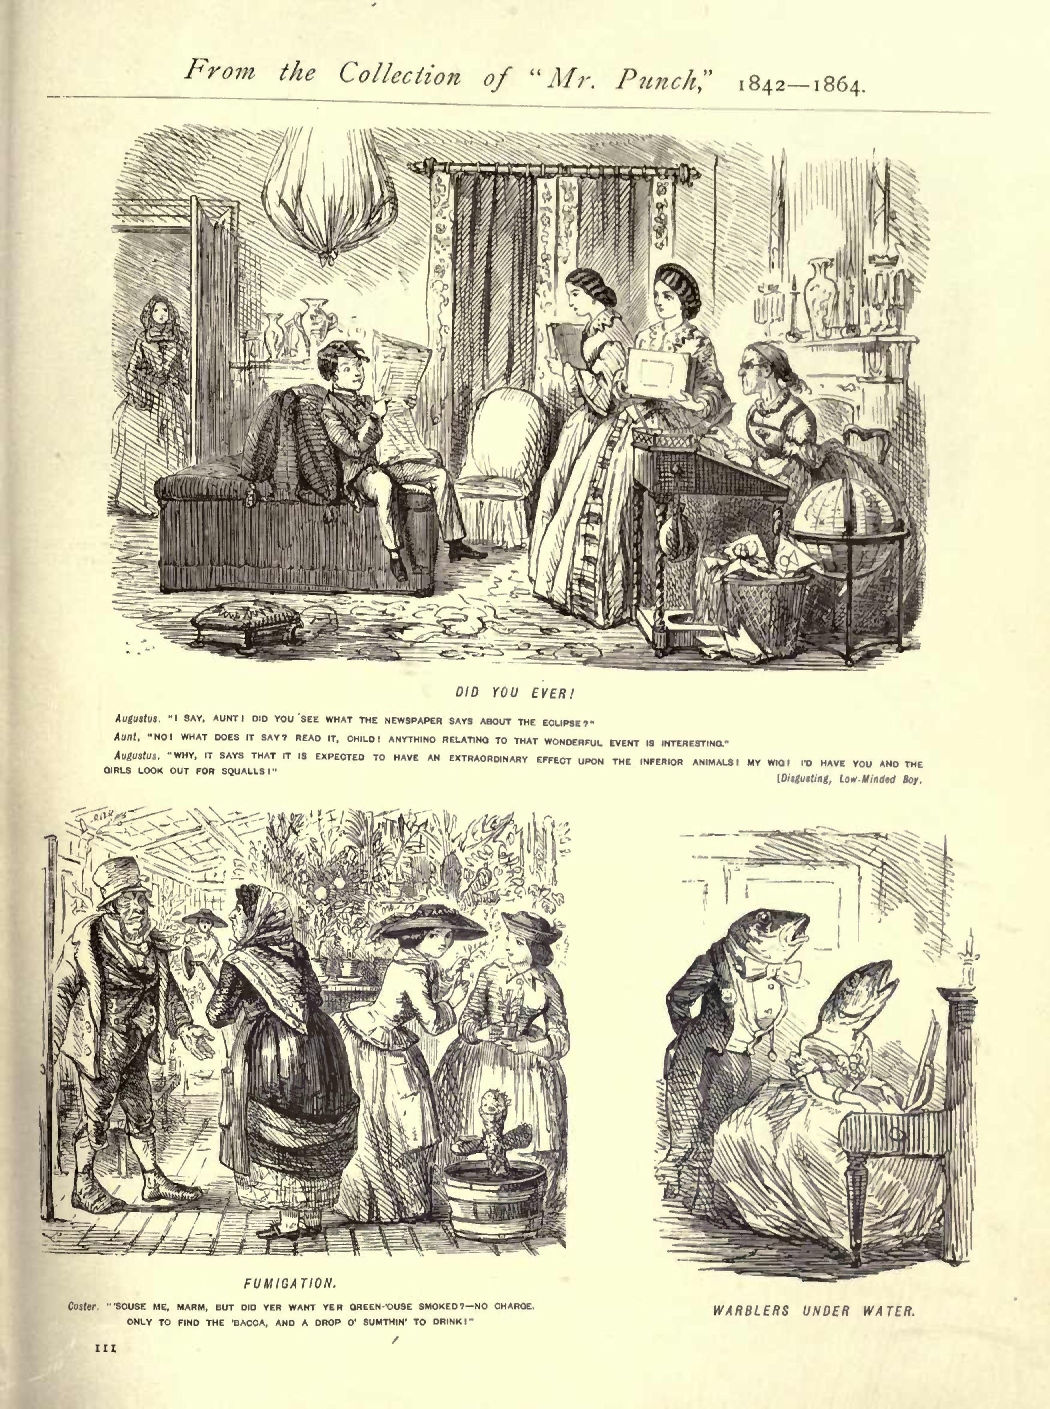 From the Collection of "Mr. Punch," 1842—1864.
DID YOU EVER!
Augustus. "I SAY, AUNT! DID YOU SEE WHAT THE NEWSPAPER SAYS ABOUT THE ECLIPSE?"
Aunt, "NO! WHAT DOES IT SAY? READ IT, CHILD! ANYTHING RELATING TO THAT WONDERFUL EVENT IS INTERESTING."
Augustus, "WHY, IT SAYS THAT IT IS EXPECTED TO HAVE AN EXTRAORDINARY EFFECT UPON THE INFERIOR ANIMALS! MY WIG! I'D HAVE YOU AND THE
GIRLS LOOK OUT FOR SQUALLS!"
[Disgusting, Low-Minded Boy.
FUMIGATION.
Coster. "'SCUSE ME, MARM, BUT DID YER WANT YER GREEN-'OUSE SMOKED?—NO CHARGE.
ONLY TO FIND THE 'BACCA, AND A DROP O' SUMTHIN' TO DRINK!"
WARBLERS UNDER WATER.
III